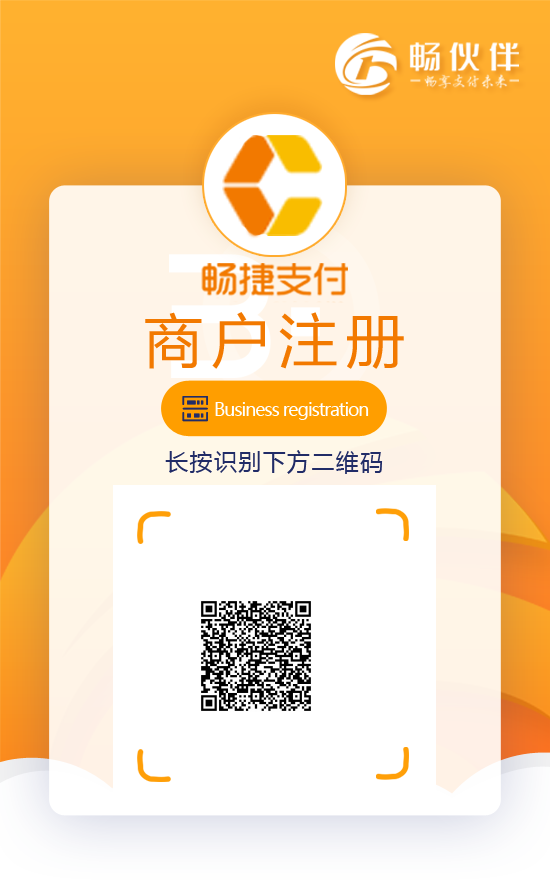 畅伙伴
畅享支付未来
畅捷支付
商户注册
Business registration
长按识别下方二维码